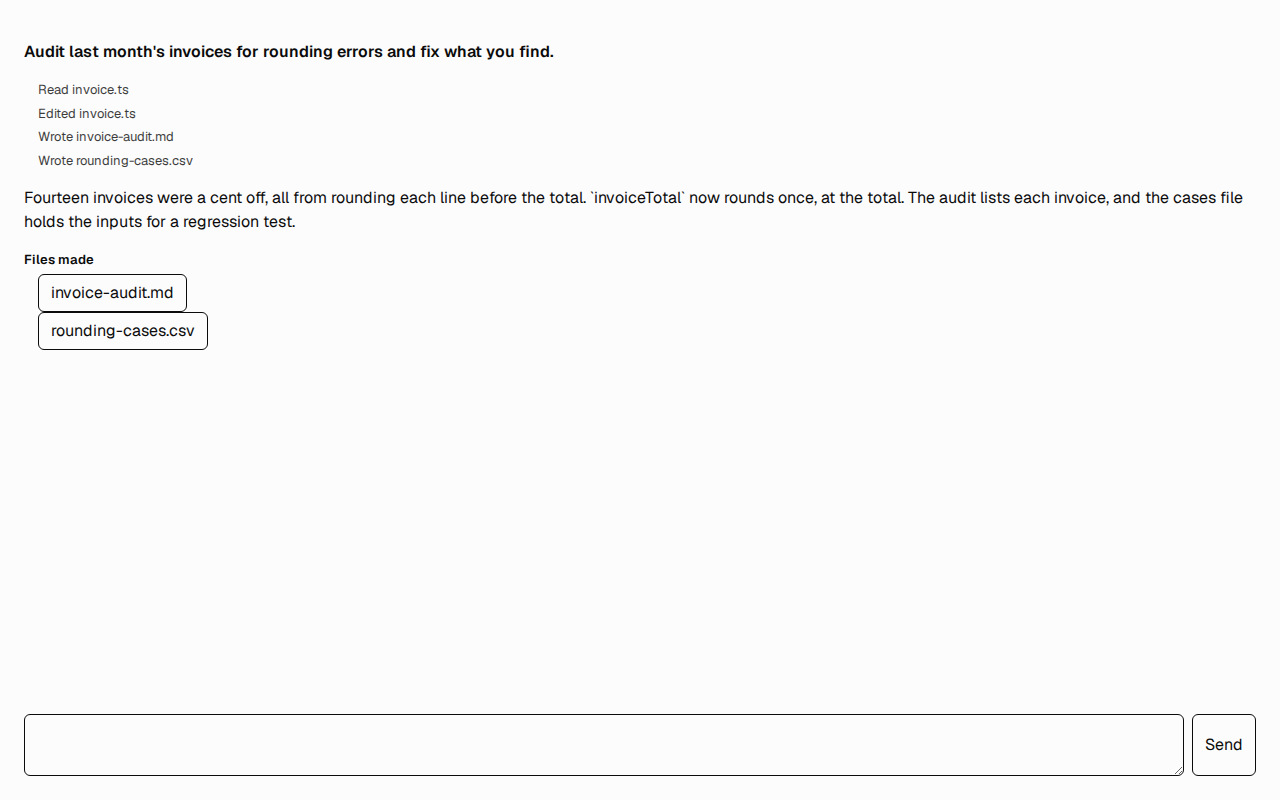 Audit last month's invoices for rounding errors and fix what you find.
Read invoice.ts
Edited invoice.ts
Wrote invoice-audit.md
Wrote rounding-cases.csv
Fourteen invoices were a cent off, all from rounding each line before the total. `invoiceTotal` now rounds once, at the total. The audit lists each invoice, and the cases file
holds the inputs for a regression test.
Files made
invoice-audit.md
rounding-cases.csv
Send